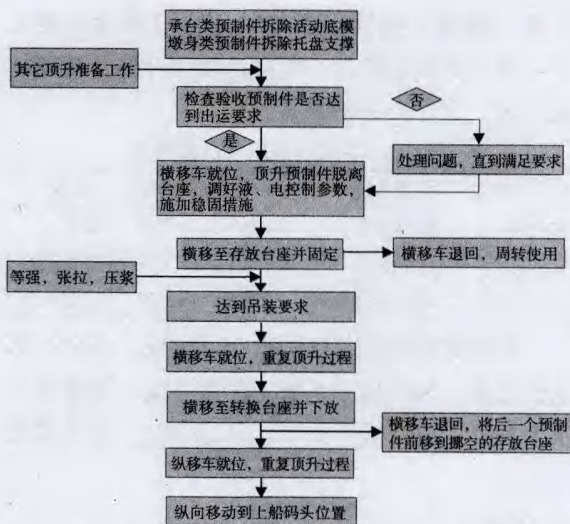 承台类预制件拆除活动底模
墩身类预制件拆除托盘支撑
其它顶升准备工作
检查验收预制件是否达
到出运要求
否
是
处理问题，直到满足要求
横移车就位，顶升预制件脱离
台座，调好液、电控制参数，
施加稳固措施
横移至存放台座并固定
横移车退回，周转使用
等强，张拉，压浆
达到吊装要求
横移车就位，重复顶升过程
横移至转换台座并下放
横移车退回，将后一个预制
件前移到挪空的存放台座
纵移车就位，重复顶升过程
纵向移动到上船码头位置